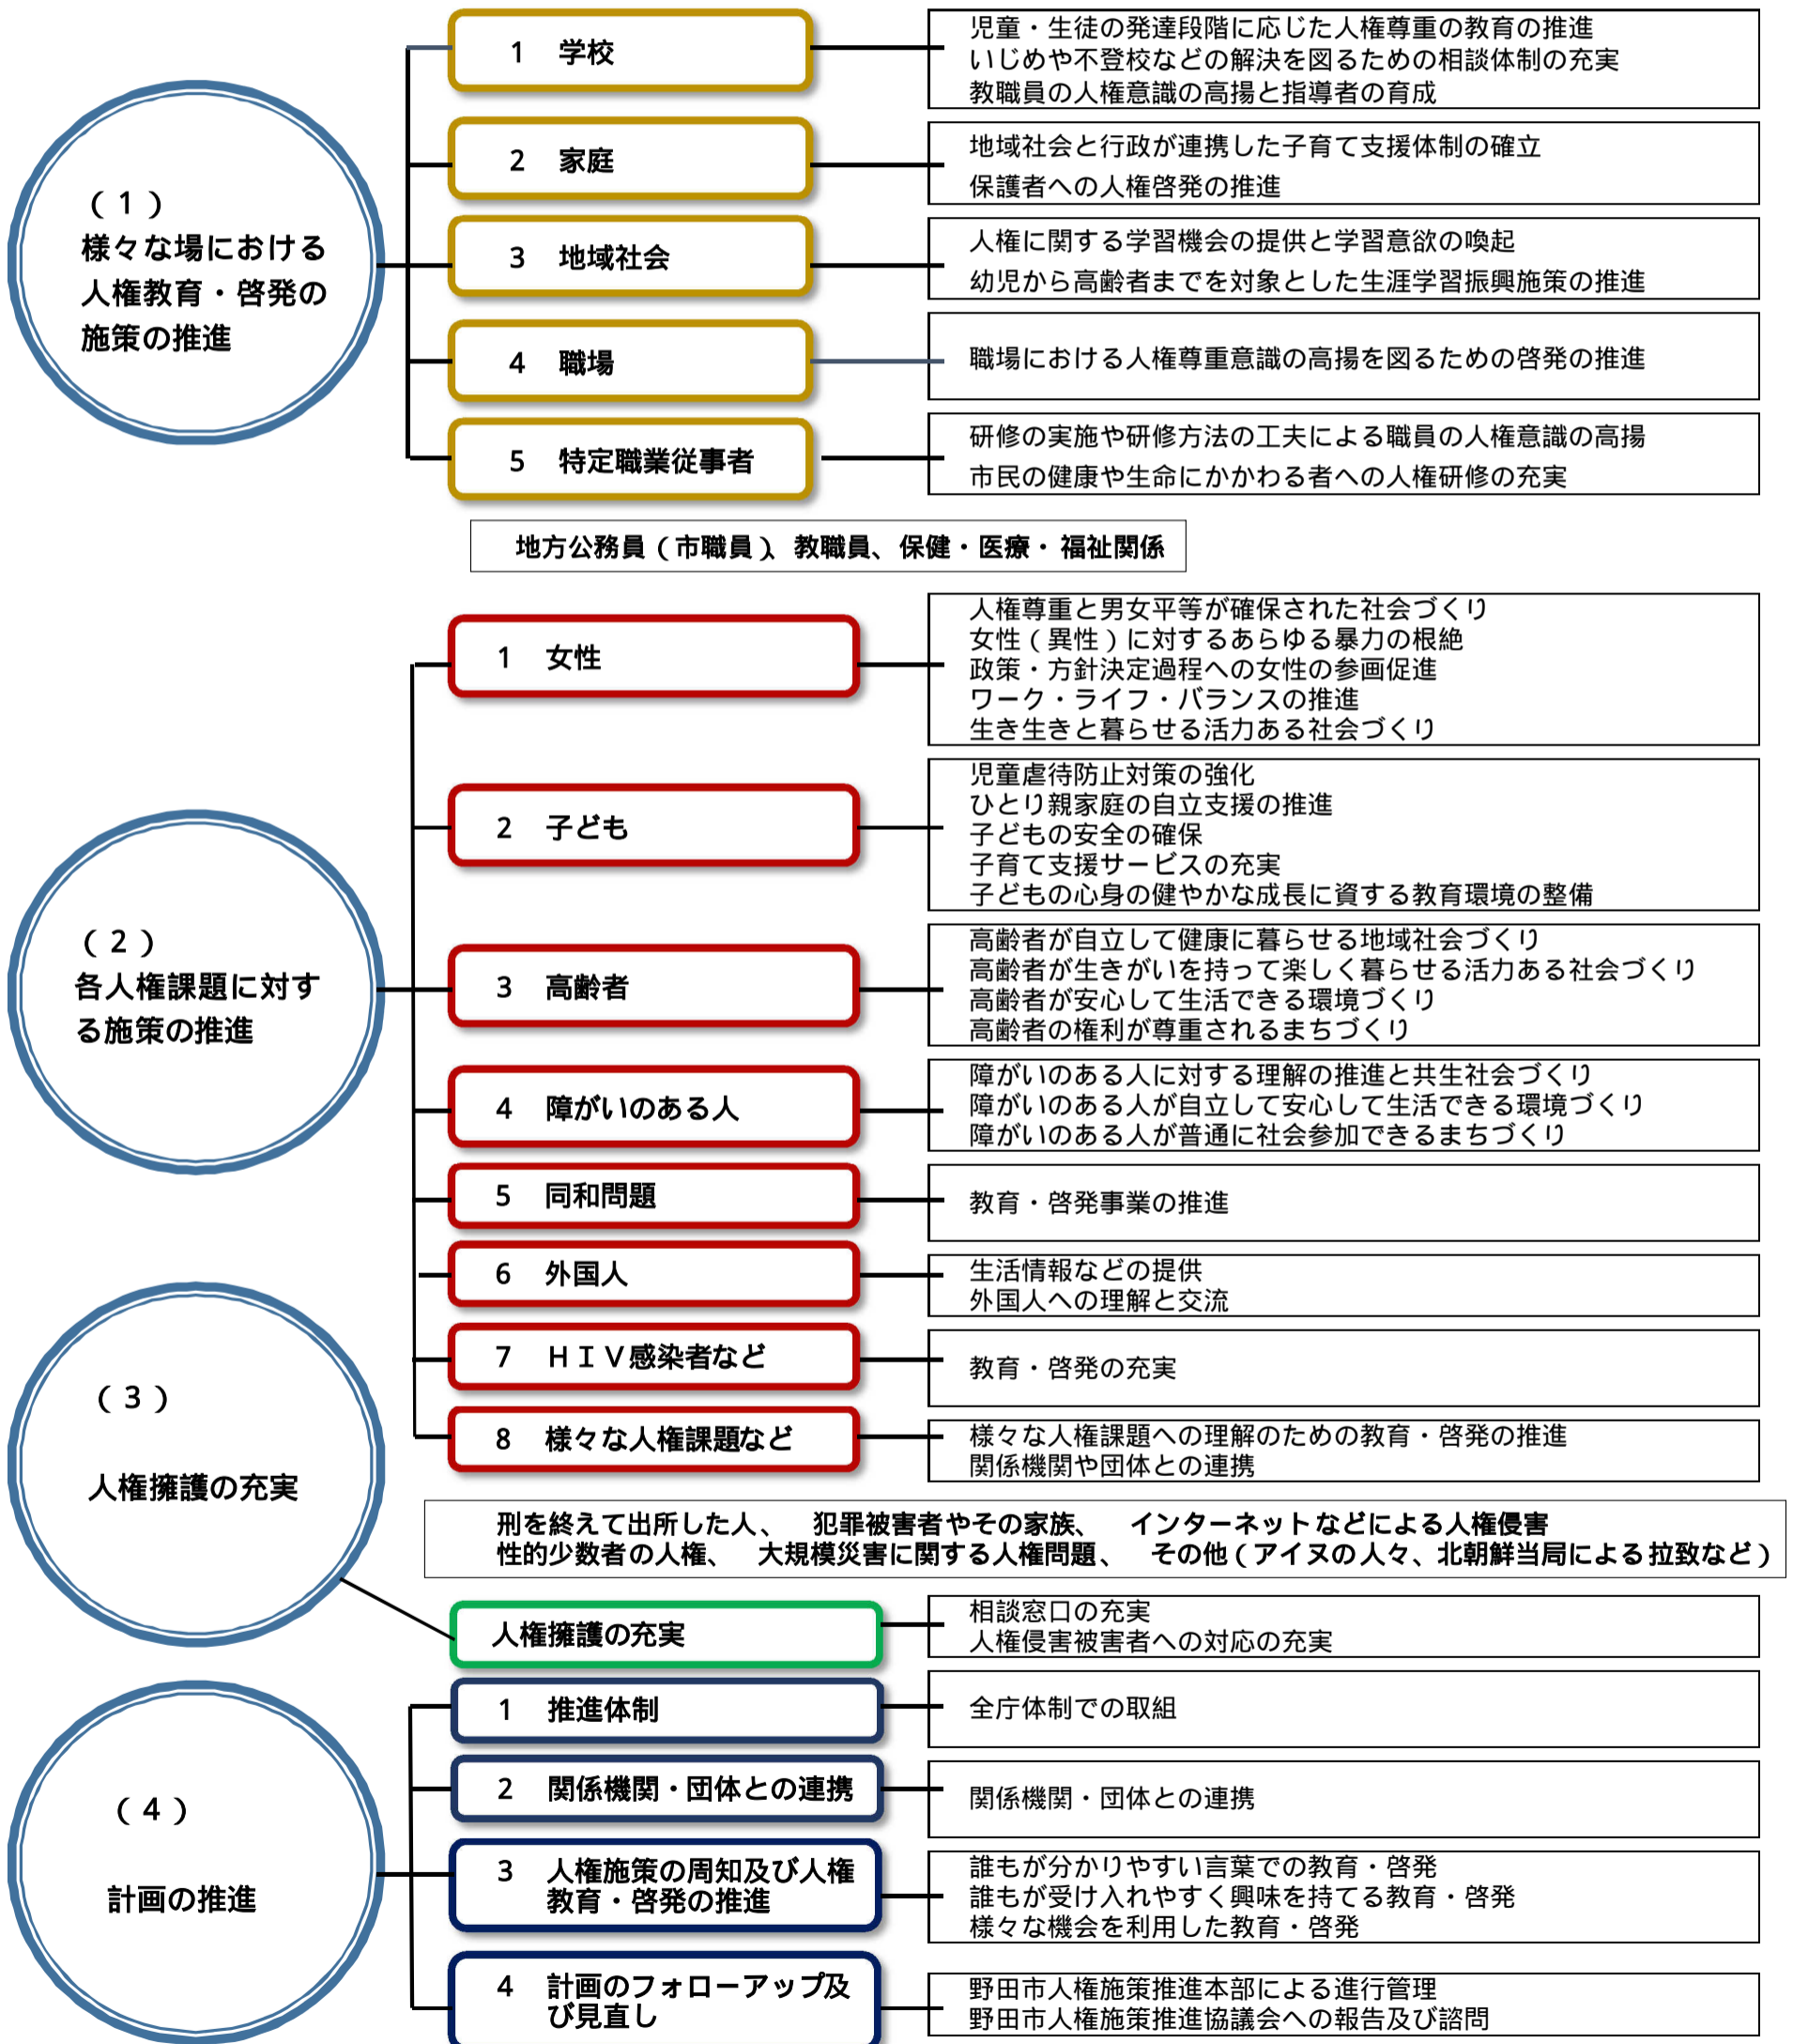 （１）
様々な場における
人権教育・啓発の
施策の推進
1　学校
児童・生徒の発達段階に応じた人権尊重の教育の推進
いじめや不登校などの解決を図るための相談体制の充実
教職員の人権意識の高揚と指導者の育成
2　家庭
地域社会と行政が連携した子育て支援体制の確立
保護者への人権啓発の推進
3　地域社会
人権に関する学習機会の提供と学習意欲の喚起
幼児から高齢者までを対象とした生涯学習振興施策の推進
4　職場
職場における人権尊重意識の高揚を図るための啓発の推進
5　特定職業従事者
研修の実施や研修方法の工夫による職員の人権意識の高揚
市民の健康や生命にかかわる者への人権研修の充実
地方公務員（市職員）、教職員、保健・医療・福祉関係
（２）
各人権課題に対す
る施策の推進
1　女性
人権尊重と男女平等が確保された社会づくり
女性（異性）に対するあらゆる暴力の根絶
政策・方針決定過程への女性の参画促進
ワーク・ライフ・バランスの推進
生き生きと暮らせる活力ある社会づくり
2　子ども
児童虐待防止対策の強化
ひとり親家庭の自立支援の推進
子どもの安全の確保
子育て支援サービスの充実
子どもの心身の健やかな成長に資する教育環境の整備
3　高齢者
高齢者が自立して健康に暮らせる地域社会づくり
高齢者が生きがいを持って楽しく暮らせる活力ある社会づくり
高齢者が安心して生活できる環境づくり
高齢者の権利が尊重されるまちづくり
4　障がいのある人
障がいのある人に対する理解の推進と共生社会づくり
障がいのある人が自立して安心して生活できる環境づくり
障がいのある人が普通に社会参加できるまちづくり
5　同和問題
教育・啓発事業の推進
6　外国人
生活情報などの提供
外国人への理解と交流
7　ＨＩＶ感染者など
教育・啓発の充実
8　様々な人権課題など
様々な人権課題への理解のための教育・啓発の推進
関係機関や団体との連携
刑を終えて出所した人、　犯罪被害者やその家族、　インターネットなどによる人権侵害
性的少数者の人権、　大規模災害に関する人権問題、　その他（アイヌの人々、北朝鮮当局による拉致など）
（３）
人権擁護の充実
人権擁護の充実
相談窓口の充実
人権侵害被害者への対応の充実
（４）
計画の推進
1　推進体制
全庁体制での取組
2　関係機関・団体との連携
関係機関・団体との連携
3　人権施策の周知及び人権
教育・啓発の推進
誰もが分かりやすい言葉での教育・啓発
誰もが受け入れやすく興味を持てる教育・啓発
様々な機会を利用した教育・啓発
4　計画のフォローアップ及
び見直し
野田市人権施策推進本部による進行管理
野田市人権施策推進協議会への報告及び諮問